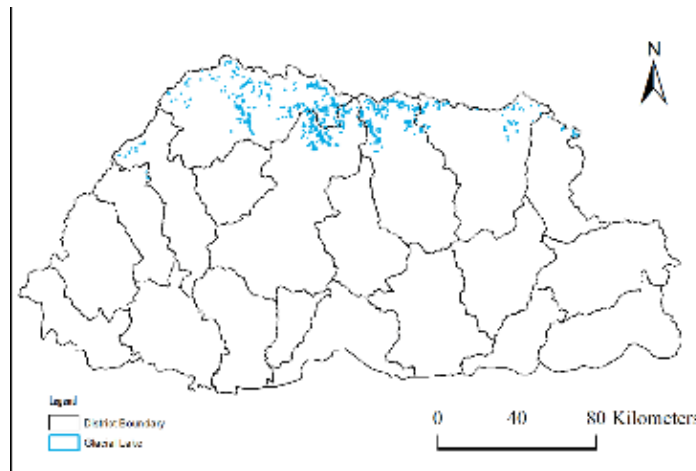 N
Legend
District Boundary
Glacial Lake
0 40 80 Kilometers